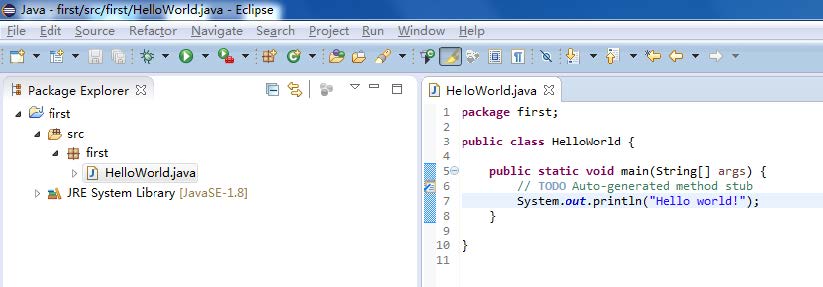 Java - first/src/first/HelloWorld.java - Eclipse
File Edit Source Refactor Navigate Search Project Run Window Help
Package Explorer
first
src
first
HelloWorld.java
JRE System Library [JavaSE-1.8]
HelloWorld.java
1 package first;
2
3 public class HelloWorld {
4
5 public static void main(String[] args) {
6 // TODO Auto-generated method stub
7 System.out.println("Hello world!");
8 }
9
10 }
11